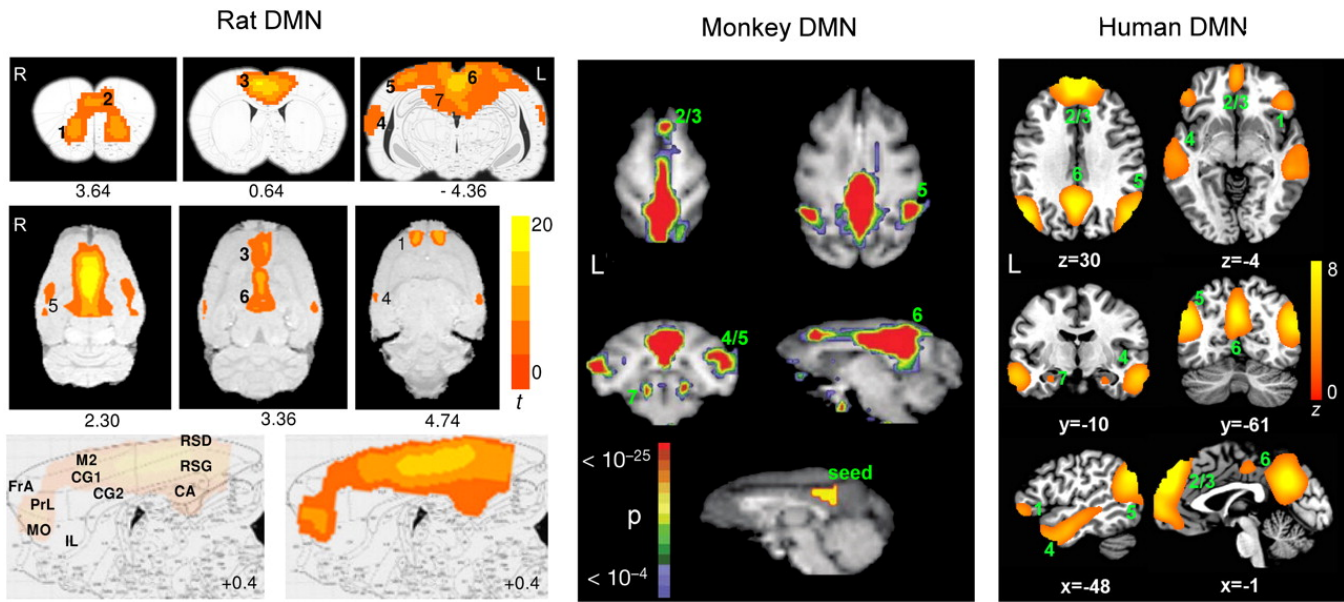 Rat DMN
R
2
1
3.64
3
0.64
5
6
L
7
4
- 4.36
R
5
2.30
3
6
3.36
1
4
4.74
20
0
t
RSD
M2
RSG
CG1
FrA
CG2
CA
PrL
MO
IL
+0.4
+0.4
Monkey DMN
2/3
5
L
4/5
7
6
< 10-25
p
< 10-4
seed
Human DMN
2/3
6
5
z=30
2/3
1
4
z=-4
L
4
7
y=-10
5
6
y=-61
8
0
z
1
5
4
x=-48
6
2/3
x=-1